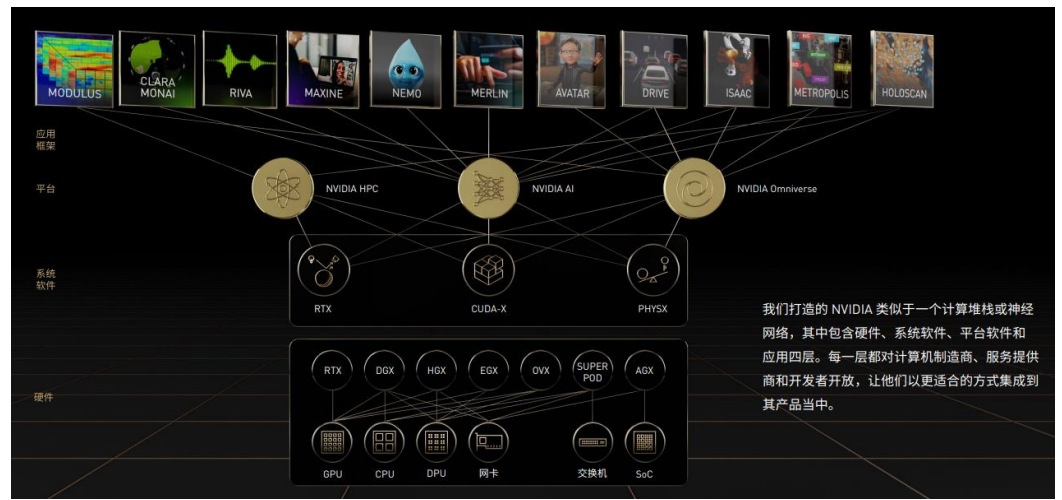 MODULUS
CLARA
MONAI
RIVA
MAXINE
NEMO
MERLIN
AVATAR
DRIVE
ISAAC
METROPOLIS
HOLOSCAN
应用
框架
平台
NVIDIA HPC
NVIDIA AI
NVIDIA Omniverse
系统
软件
RTX
CUDA-X
PHYSX
我们打造的 NVIDIA 类似于一个计算堆栈或神经
网络，其中包含硬件、系统软件、平台软件和
应用四层。每一层都对计算机制造商、服务提供
商和开发者开放，让他们以更适合的方式集成到
其产品当中。
硬件
RTX
DGX
HGX
EGX
OVX
SUPER
POD
AGX
GPU
CPU
DPU
网卡
交换机
SoC